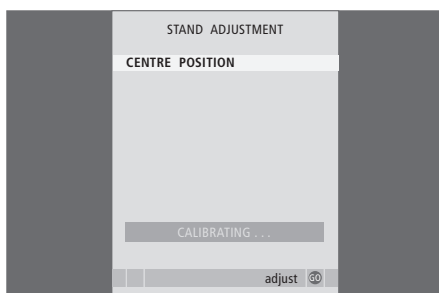 STAND ADJUSTMENT
CENTRE POSITION
CALIBRATING . . .
adjust GO